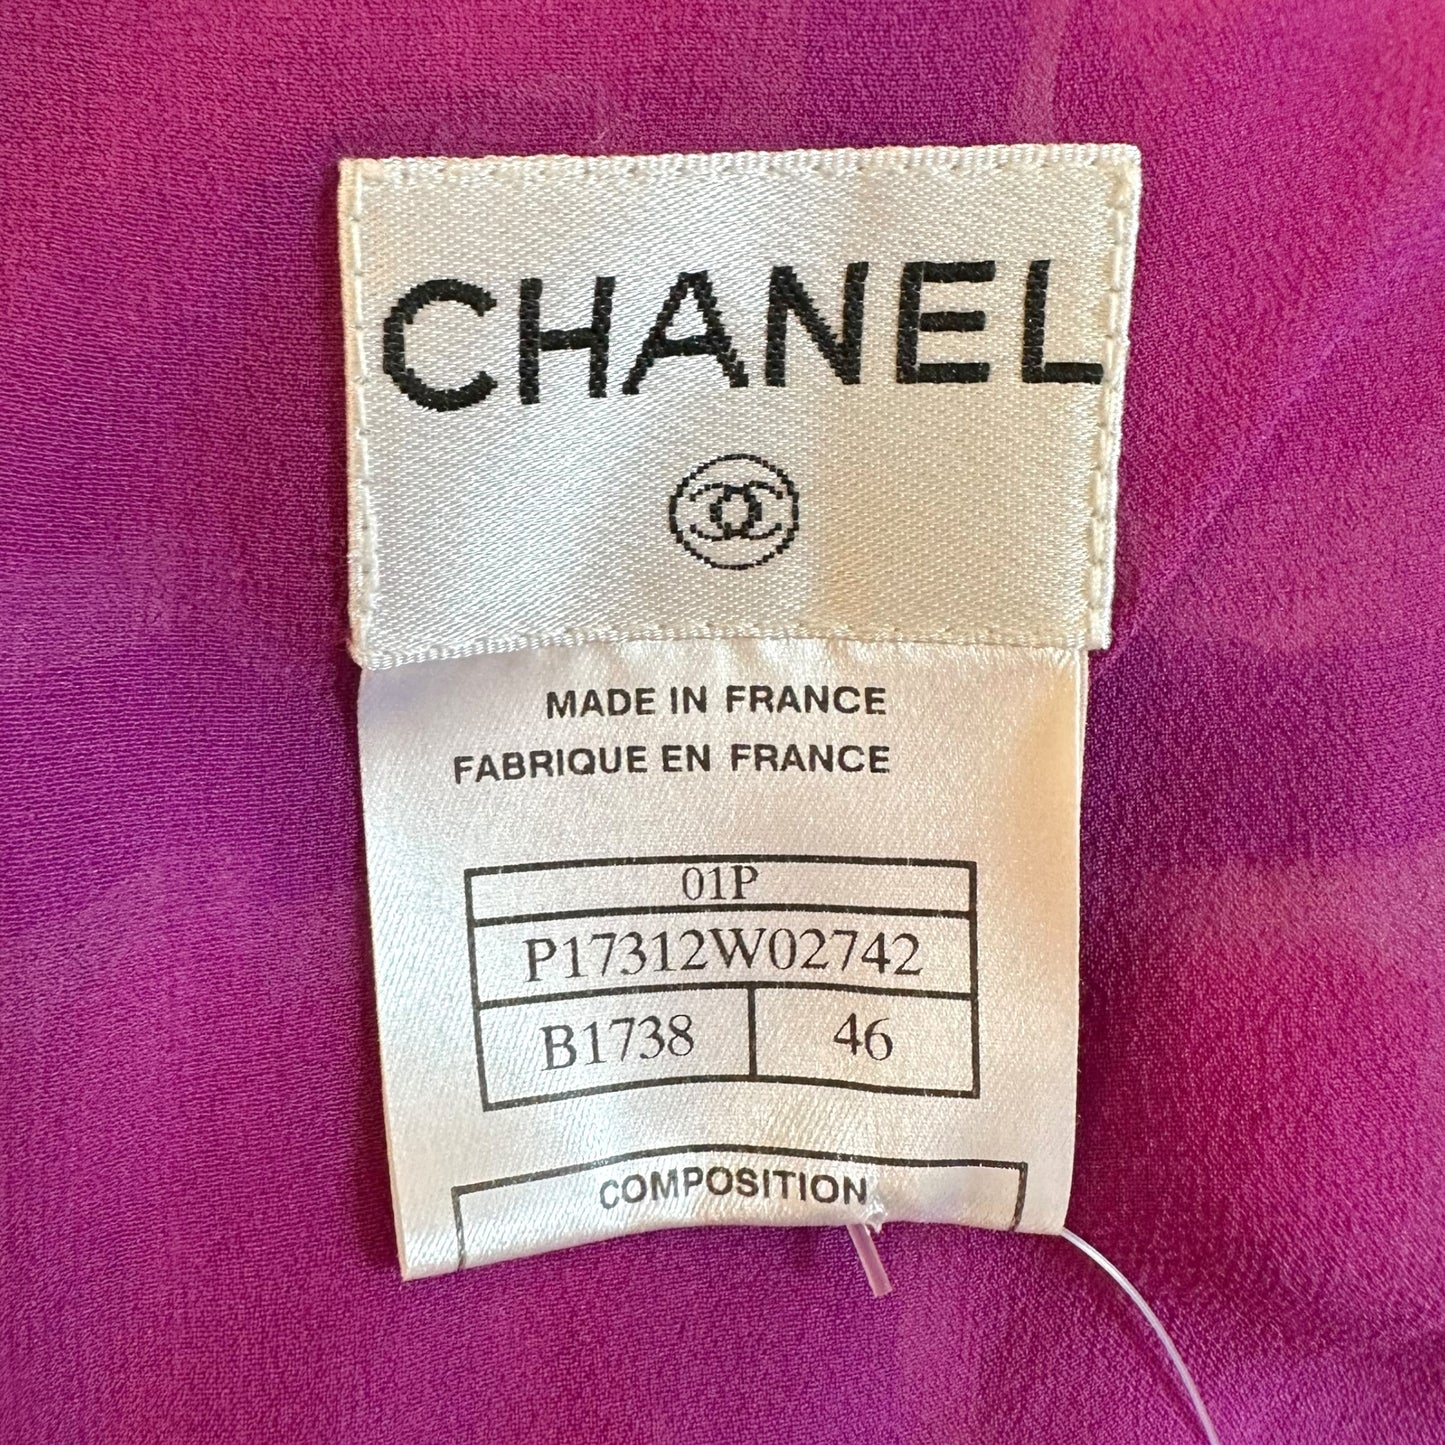 CHANEL
MADE IN FRANCE
FABRIQUE EN FRANCE
01P
P17312W02742
B1738 46
COMPOSITION